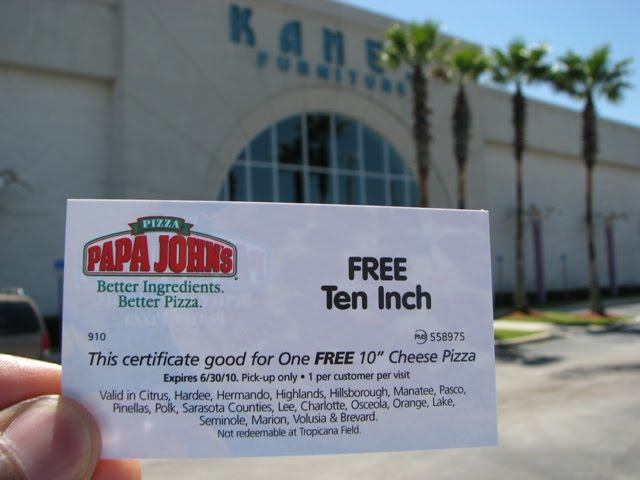 KANE
FURNITURE
PIZZA
PAPA JOHNS
Better Ingredients.
Better Pizza.
FREE
Ten Inch
910
PMB 558975
This certificate good for One FREE 10" Cheese Pizza
Expires 6/30/10. Pick-up only • 1 per customer per visit
Valid in Citrus, Hardee, Hermando, Highlands, Hillsborough, Manatee, Pasco,
Pinellas, Polk, Sarasota Counties, Lee, Charlotte, Osceola, Orange, Lake,
Seminole, Marion, Volusia & Brevard.
Not redeemable at Tropicana Field.